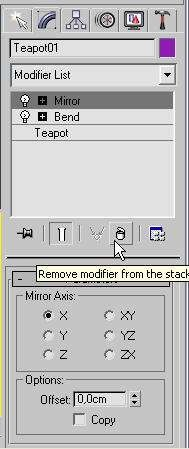 Teapot01
Modifier List
Mirror
Bend
Teapot
Remove modifier from the stack
Mirror Axis:
X XY
Y YZ
Z ZX
Options:
Offset: 0,0cm
Copy